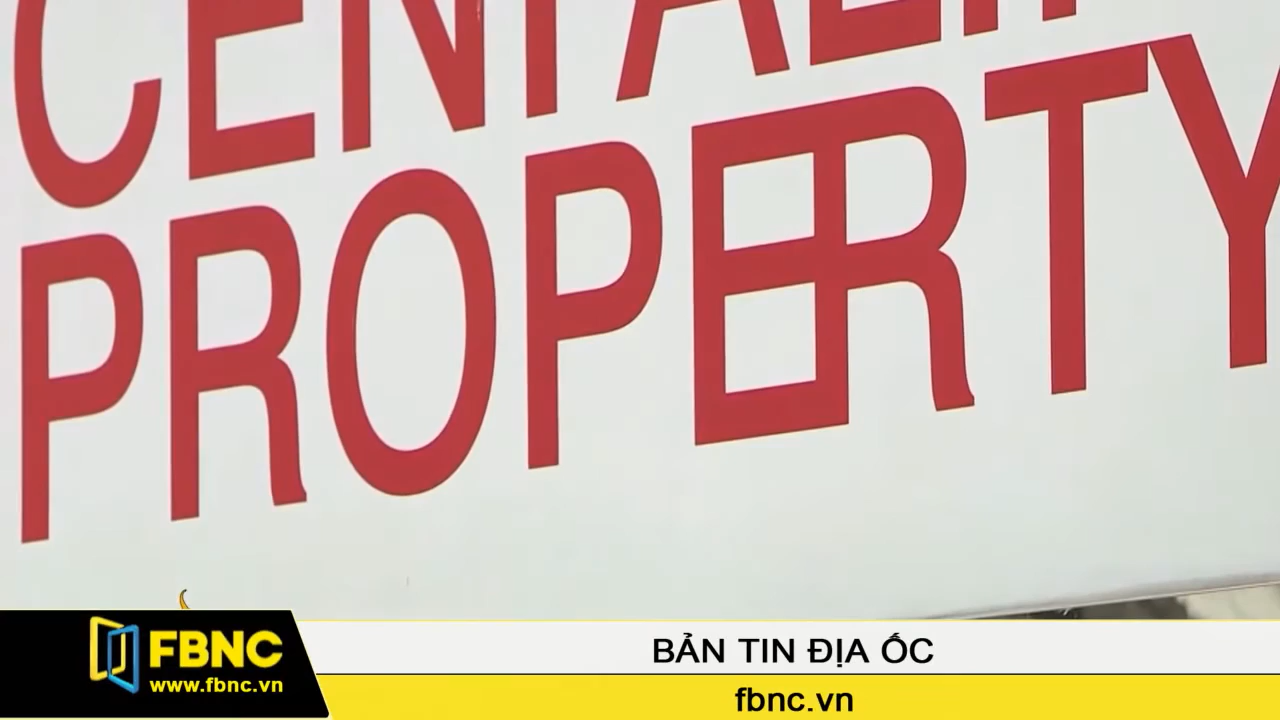 PROPERTY
FBNC
www.fbnc.vn
BẢN TIN ĐỊA ỐC
fbnc.vn